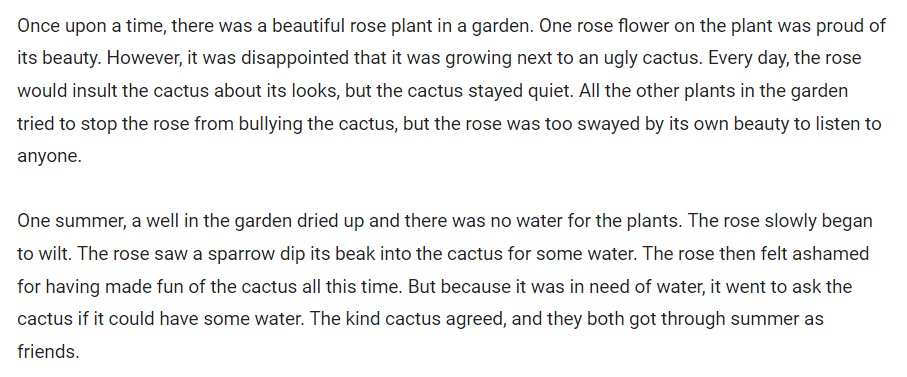 Once upon a time, there was a beautiful rose plant in a garden. One rose flower on the plant was proud of
its beauty. However, it was disappointed that it was growing next to an ugly cactus. Every day, the rose
would insult the cactus about its looks, but the cactus stayed quiet. All the other plants in the garden
tried to stop the rose from bullying the cactus, but the rose was too swayed by its own beauty to listen to
anyone.
One summer, a well in the garden dried up and there was no water for the plants. The rose slowly began
to wilt. The rose saw a sparrow dip its beak into the cactus for some water. The rose then felt ashamed
for having made fun of the cactus all this time. But because it was in need of water, it went to ask the
cactus if it could have some water. The kind cactus agreed, and they both got through summer as
friends.